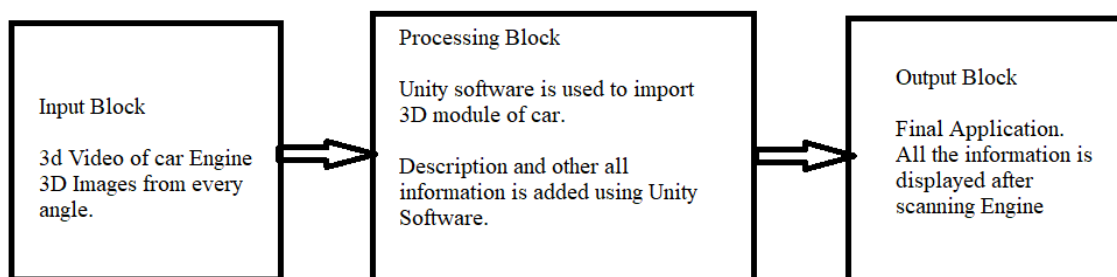 Input Block
3d Video of car Engine
3D Images from every
angle.
Processing Block
Unity software is used to import
3D module of car.
Description and other all
information is added using Unity
Software.
Output Block
Final Application.
All the information is
displayed after
scanning Engine